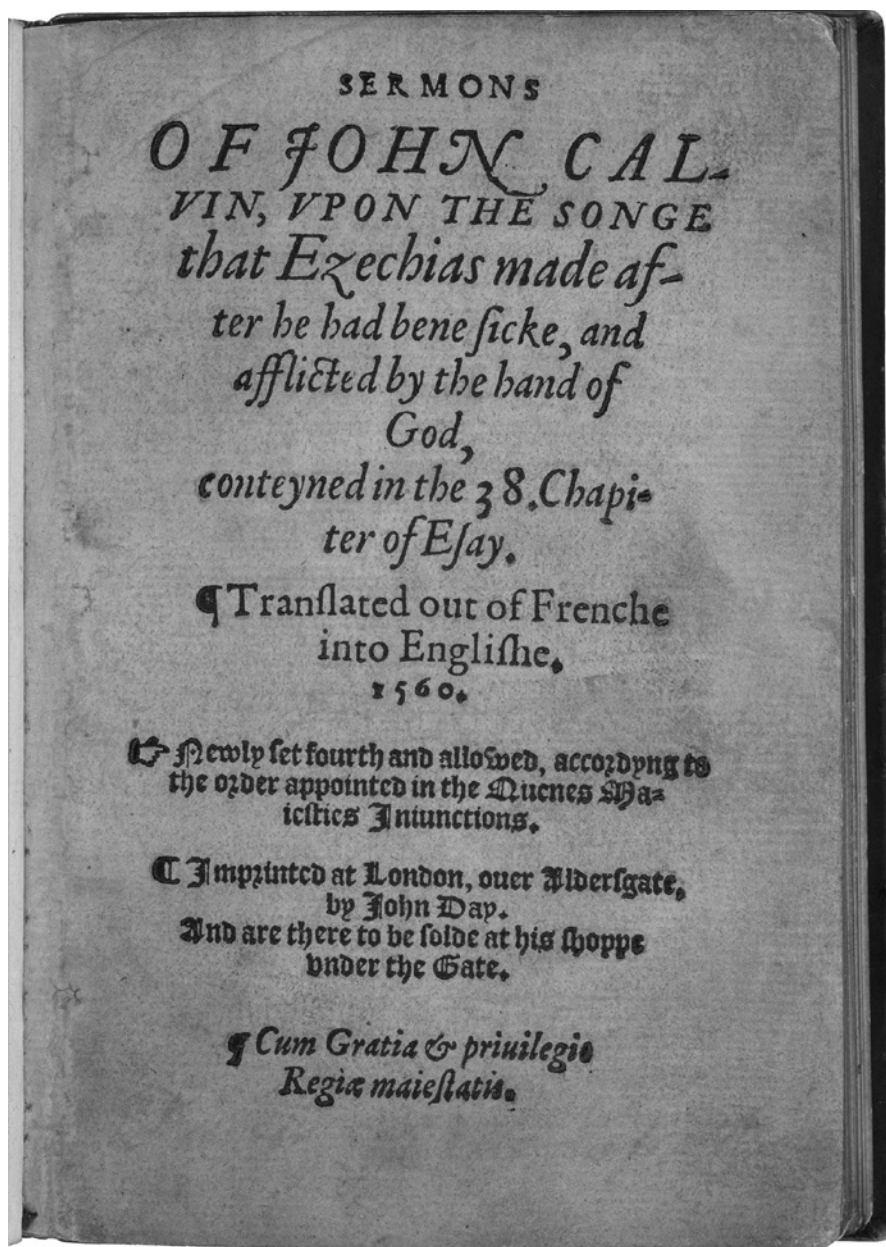 SERMONS
OF JOHN CAL-
VIN, VPON THE SONGE
that Ezechias made af-
ter he had bene ſicke, and
afflicted by the hand of
God,
conteyned in the 38. Chapi-
ter of Eſay.
¶ Tranſlated out of Frenche
into Engliſhe.
1560.
☞ Newly ſet fourth and allowed, accordyng to
the order appointed in the Quenes Ma-
ieſties Iniunctions.
¶ Imprinted at London, ouer Alderſgate,
by John Day.
And are there to be ſolde at his ſhoppe
vnder the Gate.
¶ Cum Gratia & priuilegio
Regiæ maieſtatis.